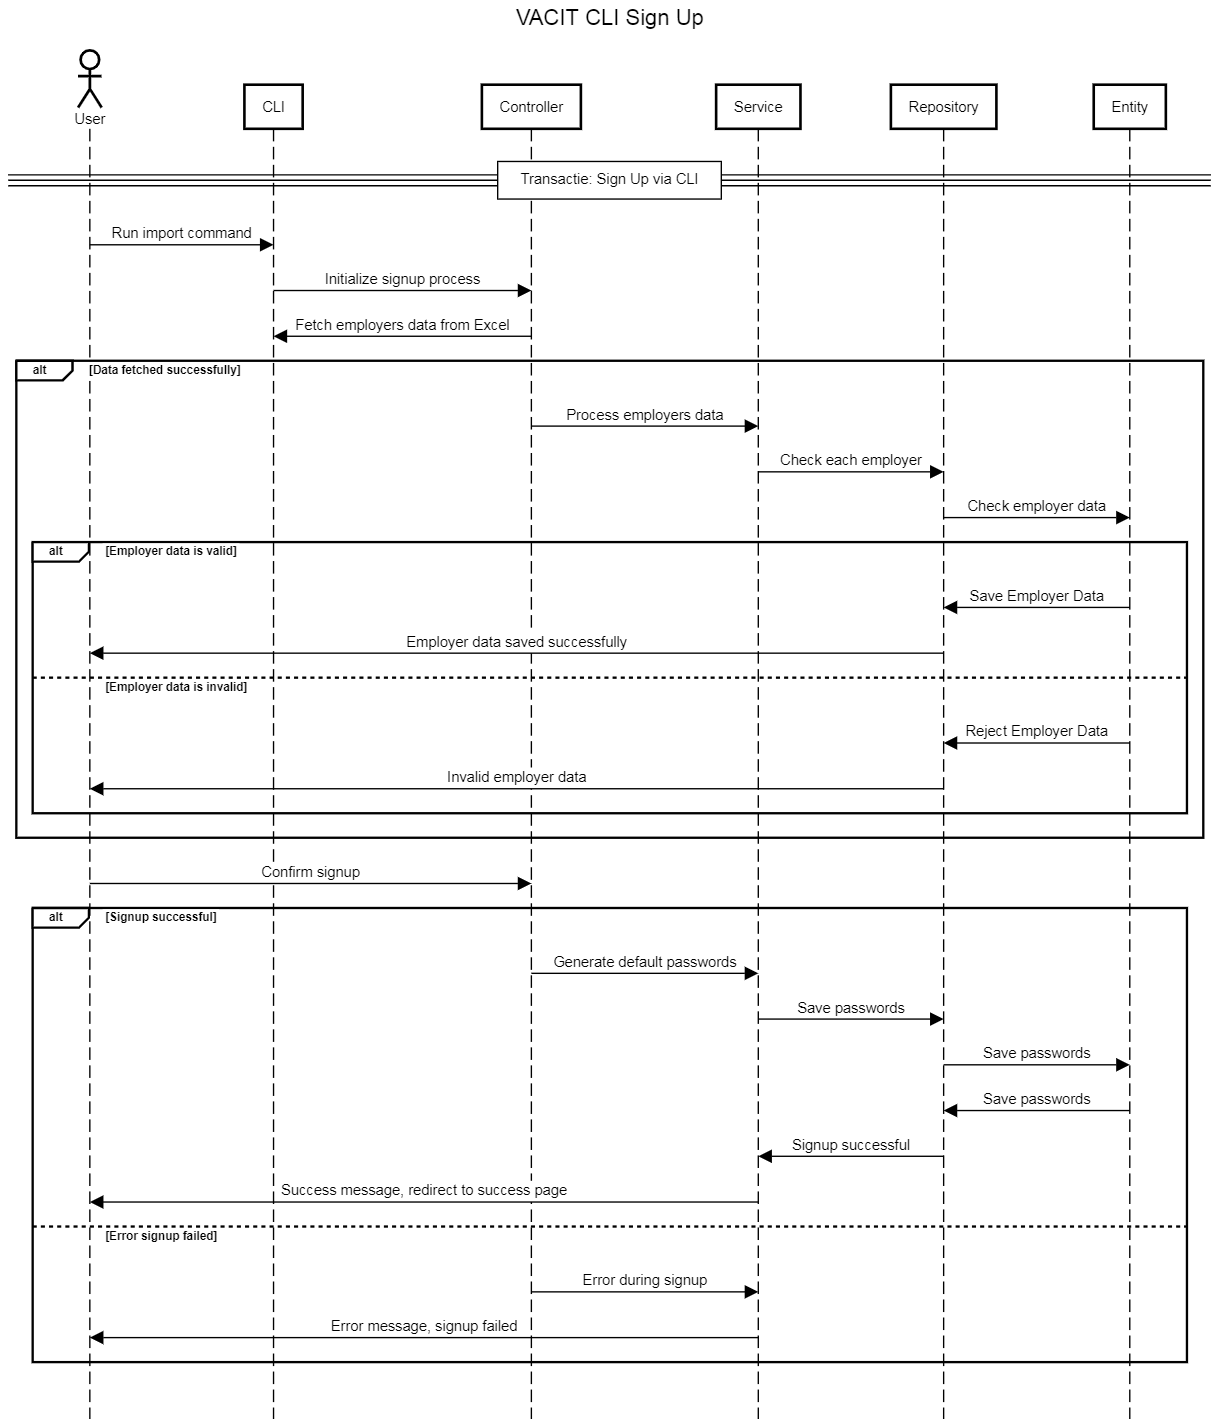 VACIT CLI Sign Up
User
CLI
Controller
Service
Repository
Entity
Transactie: Sign Up via CLI
Run import command
Initialize signup process
Fetch employers data from Excel
alt
[Data fetched successfully]
Process employers data
Check each employer
Check employer data
alt
[Employer data is valid]
Save Employer Data
Employer data saved successfully
[Employer data is invalid]
Reject Employer Data
Invalid employer data
Confirm signup
alt
[Signup successful]
Generate default passwords
Save passwords
Save passwords
Save passwords
Signup successful
Success message, redirect to success page
[Error signup failed]
Error during signup
Error message, signup failed